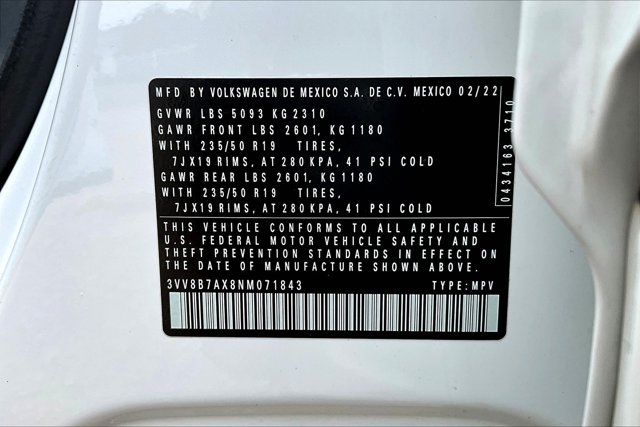 MFD BY VOLKSWAGEN DE MEXICO S.A. DE C.V. MEXICO 02/22
GVWR LBS 5093 KG 2310
GAWR FRONT LBS 2601, KG 1180
WITH 235/50 R19 TIRES,
7JX19 RIMS, AT 280 KPA, 41 PSI COLD
GAWR REAR LBS 2601, KG 1180
WITH 235/50 R19 TIRES,
7JX19 RIMS, AT 280 KPA, 41 PSI COLD
THIS VEHICLE CONFORMS TO ALL APPLICABLE
U.S. FEDERAL MOTOR VEHICLE SAFETY AND
THEFT PREVENTION STANDARDS IN EFFECT ON
THE DATE OF MANUFACTURE SHOWN ABOVE.
3VV8B7AX8NM071843 TYPE: MPV
0434163 3710